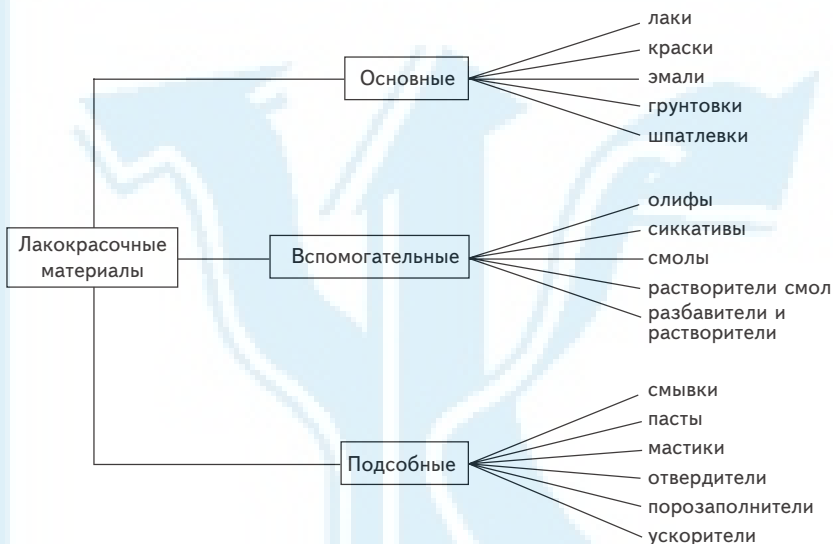 Лакокрасочные
материалы
Основные
лаки
краски
эмали
грунтовки
шпатлевки
Вспомогательные
олифы
сиккативы
смолы
растворители смол
разбавители и
растворители
Подсобные
смывки
пасты
мастики
отвердители
порозаполнители
ускорители